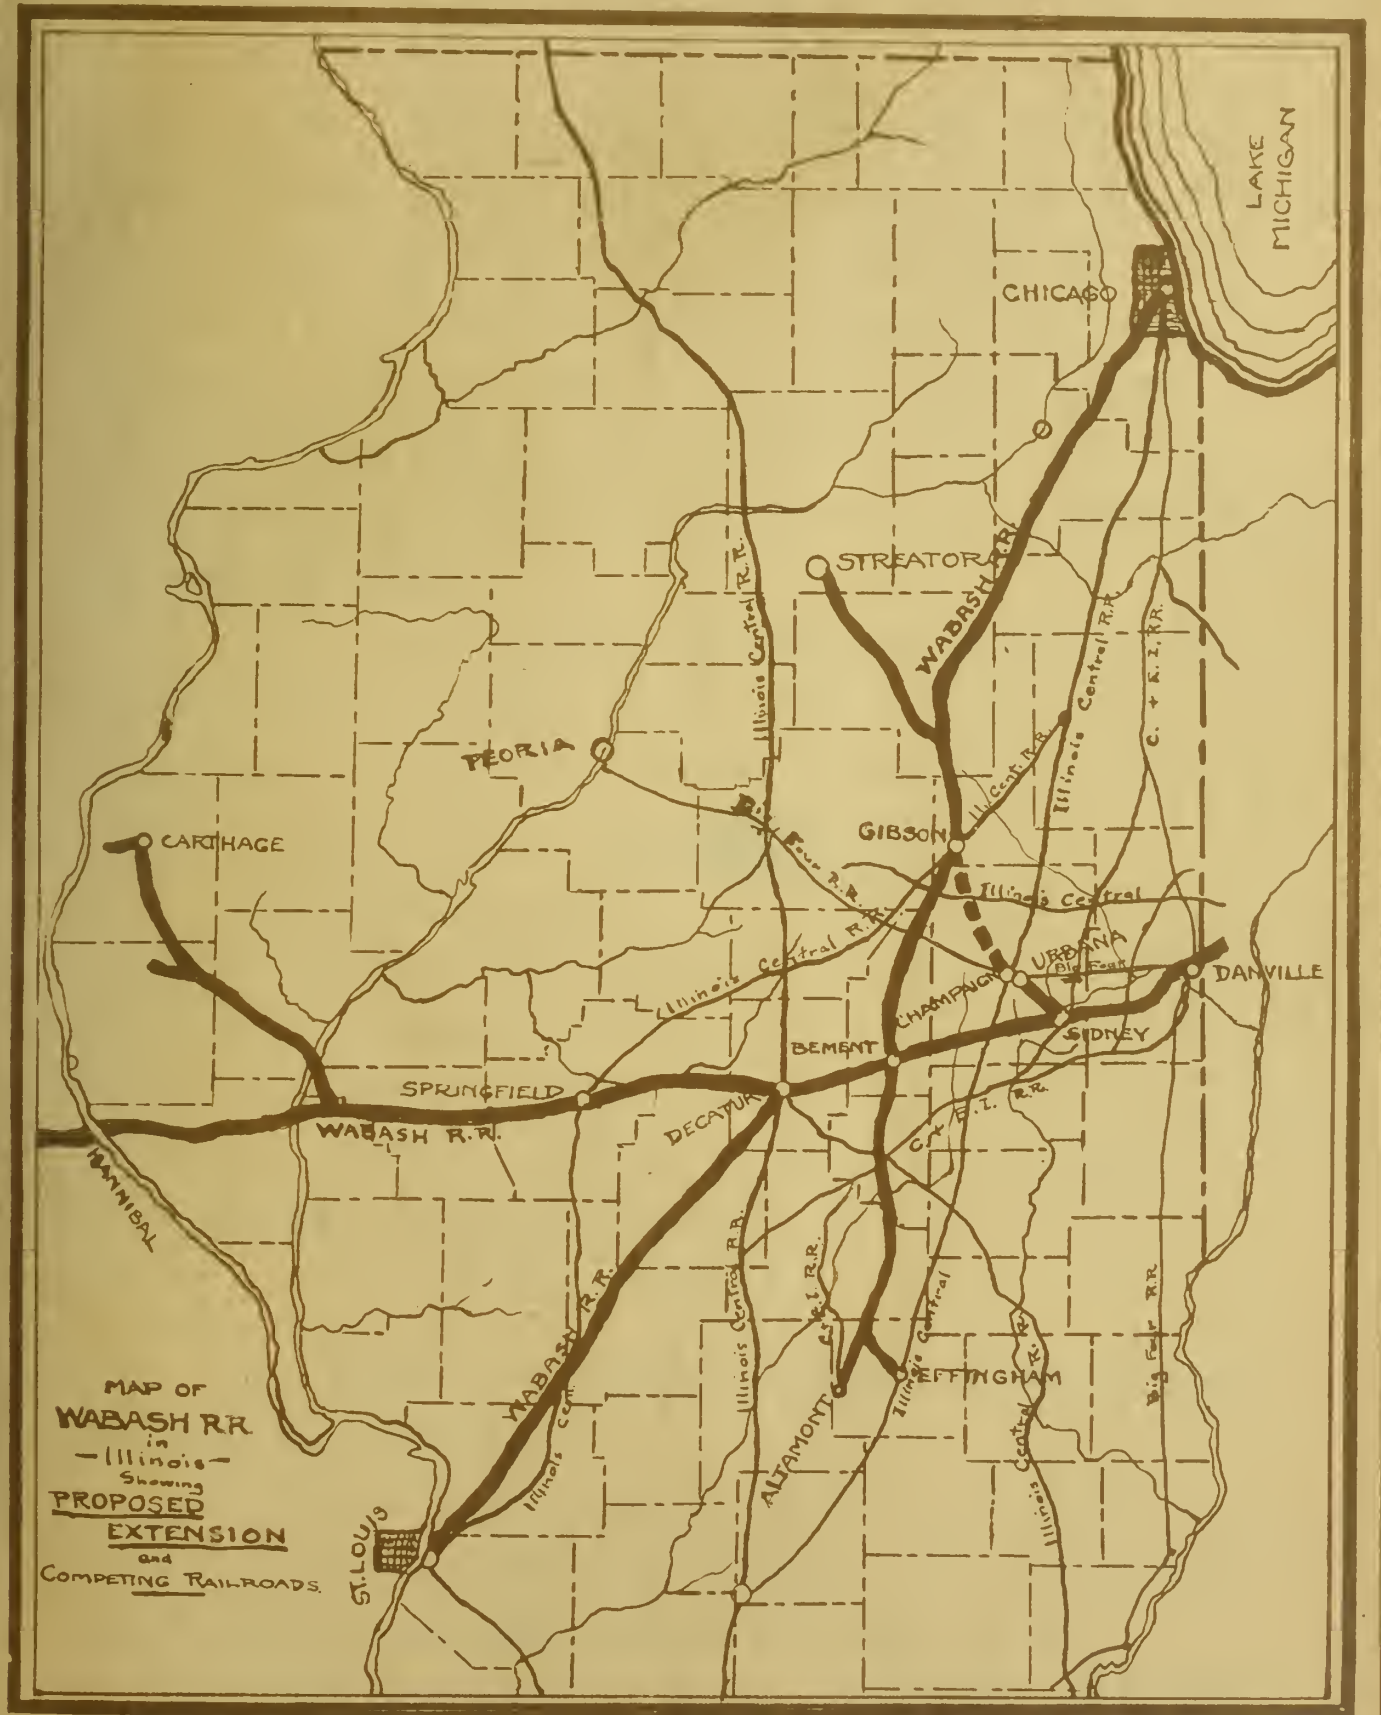 LAKE
MICHIGAN
CHICAGO
STREATOR
WABASH R.R.
Illinois Central R.R.
Illinois Central R.R.
C. + E. I. R.R.
PEORIA
Ill. Cent. R.R.
Big Four R.R.
GIBSON
CARTHAGE
Illinois Central
Illinois Central R.R.
URBANA
Big Four
DANVILLE
CHAMPAIGN
SIDNEY
BEMENT
SPRINGFIELD
DECATUR
C. + E. I. R.R.
WABASH R.R.
HANNIBAL
WABASH R.R.
Illinois Central R.R.
C. & E. I. R.R.
Illinois Central
Illinois Central R.R.
Big Four R.R.
EFFINGHAM
ALTAMONT
Illinois Cent.
Illinois
ST. LOUIS
MAP OF
WABASH R.R.
in
—Illinois—
Showing
PROPOSED
EXTENSION
and
COMPETING RAILROADS.